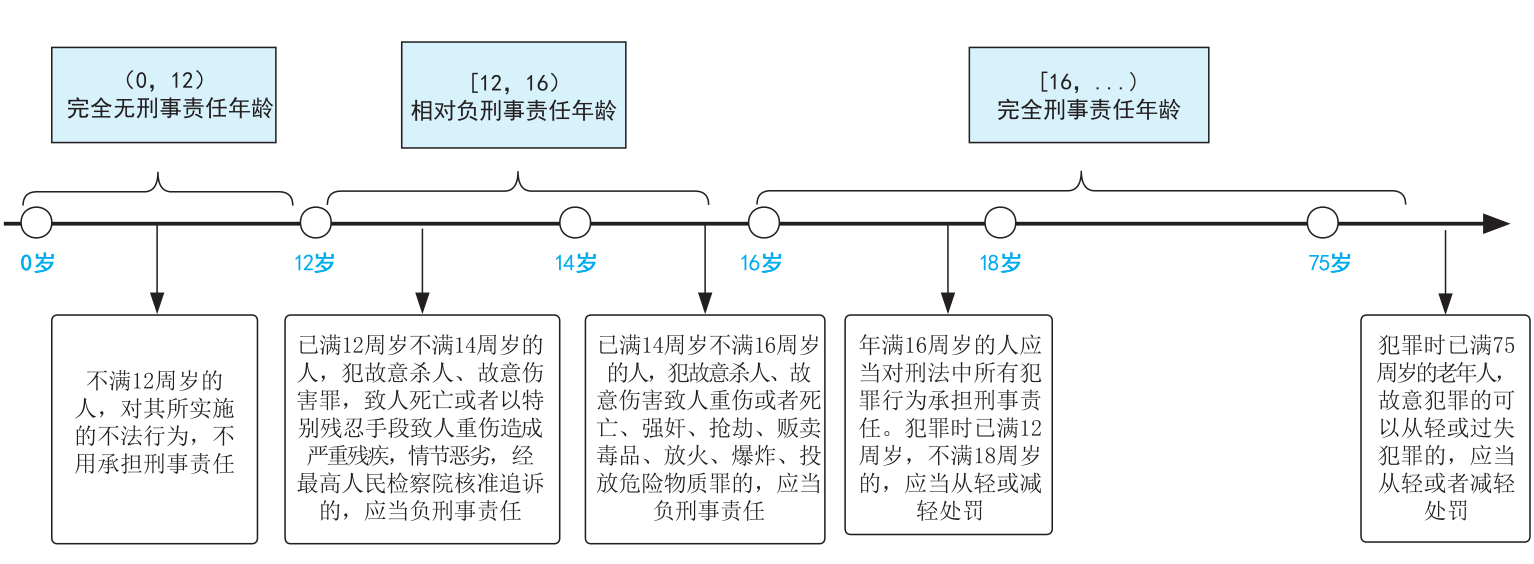 （0，12）
完全无刑事责任年龄
[12，16）
相对负刑事责任年龄
[16，...）
完全刑事责任年龄
0岁
12岁
14岁
16岁
18岁
75岁
不满12周岁的
人，对其所实施
的不法行为，不
用承担刑事责任
已满12周岁不满14周岁的
人，犯故意杀人、故意伤
害罪，致人死亡或者以特
别残忍手段致人重伤造成
严重残疾，情节恶劣，经
最高人民检察院核准追诉
的，应当负刑事责任
已满14周岁不满16周岁
的人，犯故意杀人、故
意伤害致人重伤或者死
亡、强奸、抢劫、贩卖
毒品、放火、爆炸、投
放危险物质罪的，应当
负刑事责任
年满16周岁的人应
当对刑法中所有犯
罪行为承担刑事责
任。犯罪时已满12
周岁，不满18周岁
的，应当从轻或减
轻处罚
犯罪时已满75
周岁的老年人，
故意犯罪的可
以从轻或过失
犯罪的，应当
从轻或者减轻
处罚